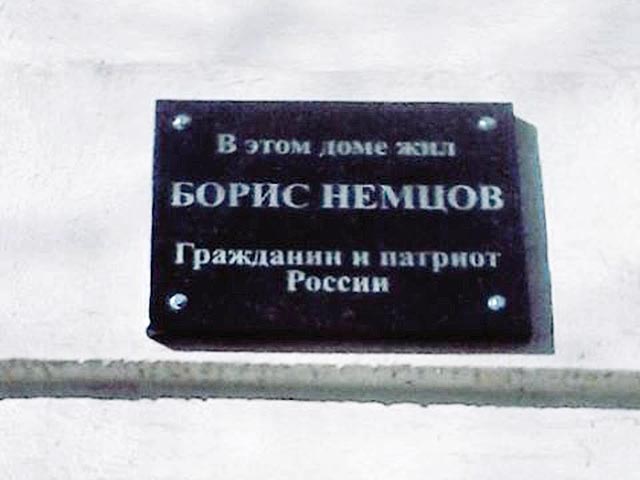 В этом доме жил
БОРИС НЕМЦОВ
Гражданин и патриот
России